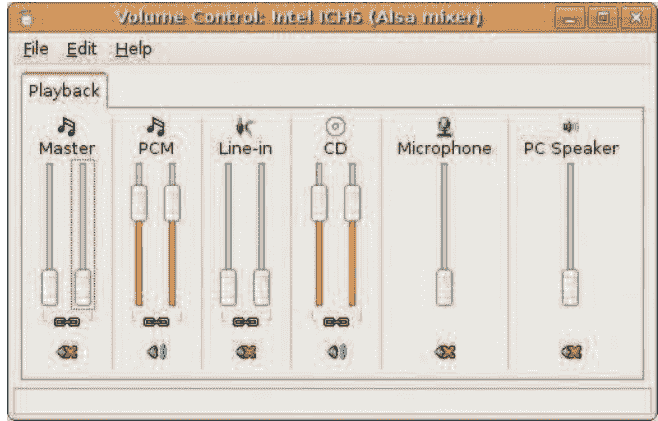 Volume Control: Intel ICH5 (Alsa mixer)
File Edit Help
Playback
Master PCM Line-in CD Microphone PC Speaker